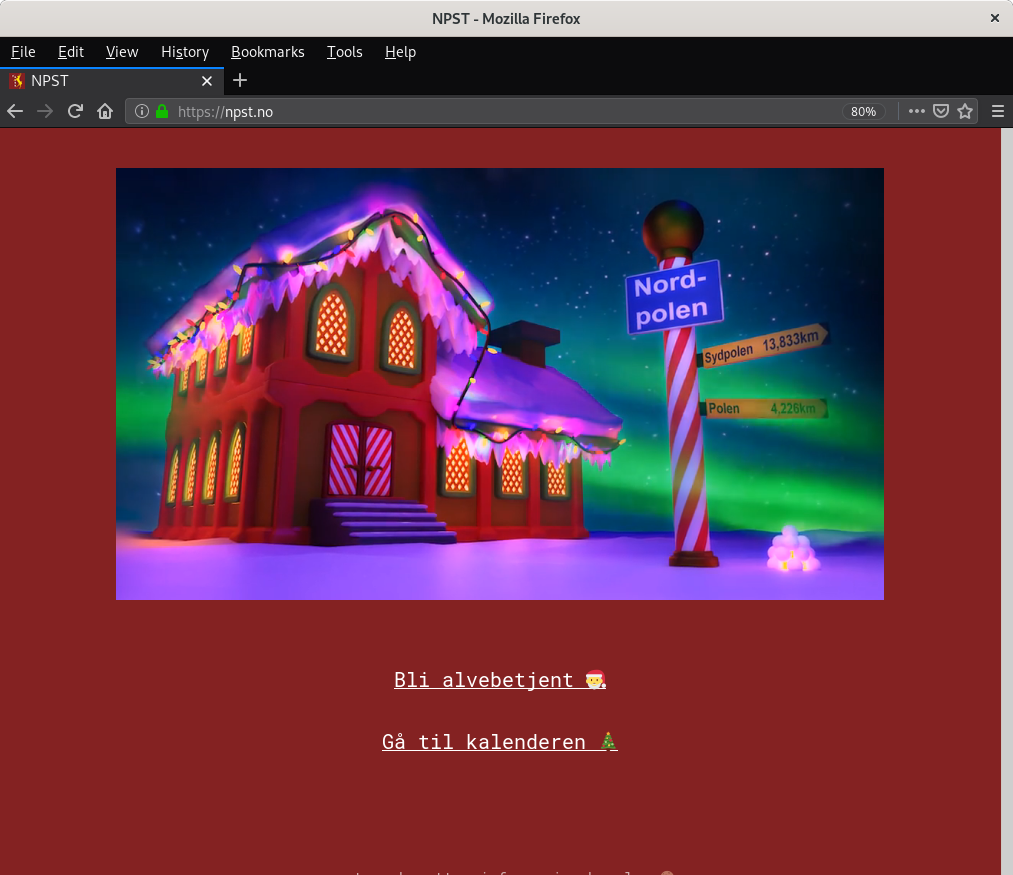 NPST - Mozilla Firefox
File Edit View History Bookmarks Tools Help
NPST
https://npst.no 80%
Nord-
polen
Sydpolen 13,833km
Polen 4,226km
Bli alvebetjent 🎅
Gå til kalenderen 🎄